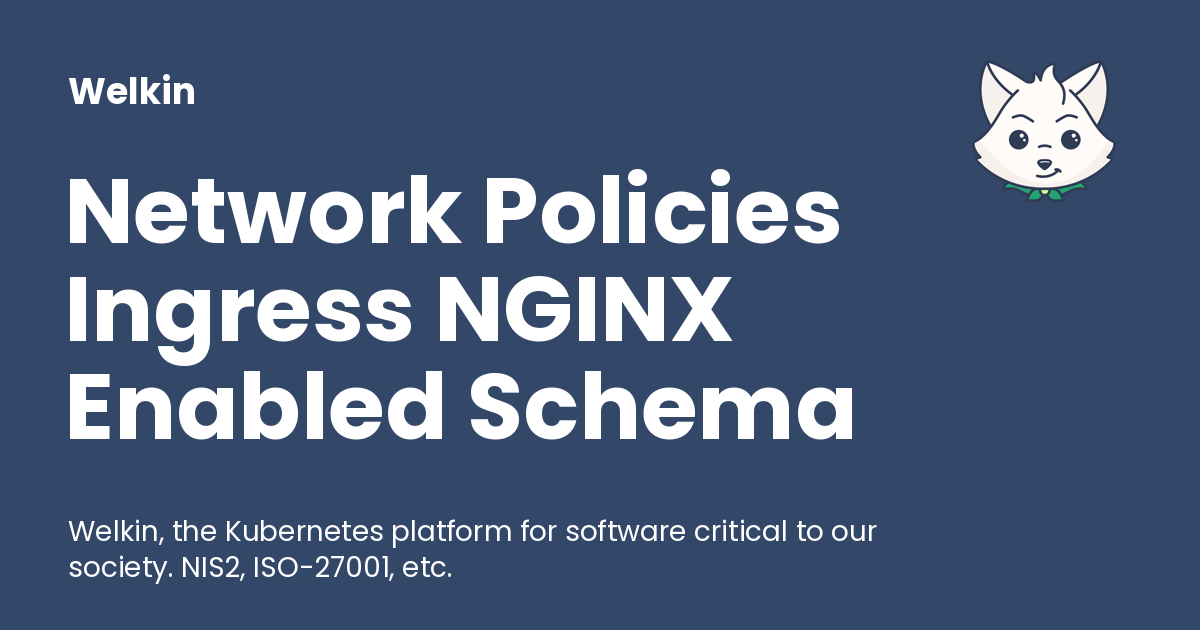 Welkin
Network Policies
Ingress NGINX
Enabled Schema
Welkin, the Kubernetes platform for software critical to our
society. NIS2, ISO-27001, etc.